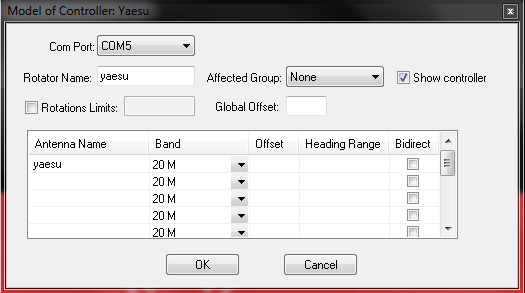 Model of Controller: Yaesu
Com Port: COM5
Rotator Name: yaesu Affected Group: None Show controller
Rotations Limits: Global Offset:
Antenna Name Band Offset Heading Range Bidirect
yaesu 20 M
20 M
20 M
20 M
20 M
OK Cancel